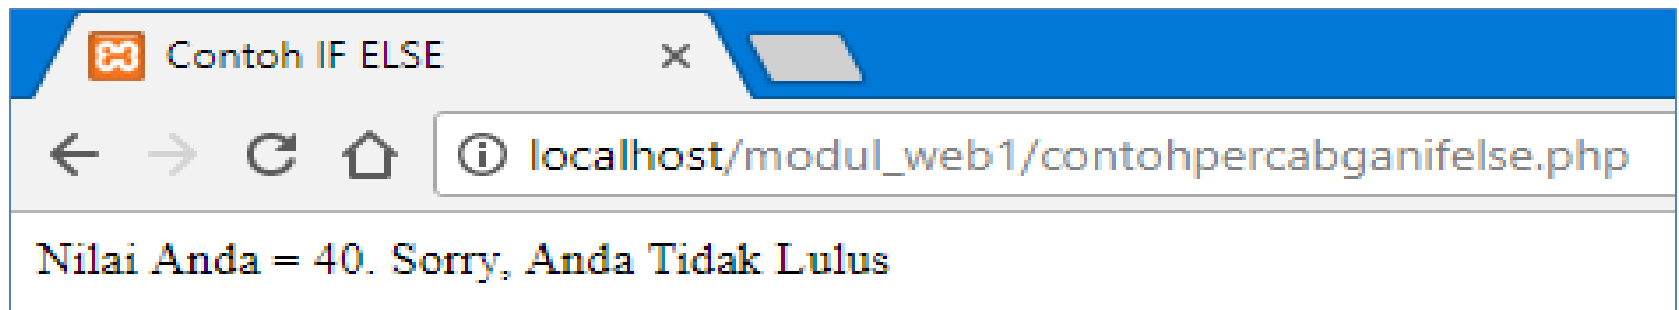 Contoh IF ELSE
localhost/modul_web1/contohpercabganifelse.php
Nilai Anda = 40. Sorry, Anda Tidak Lulus